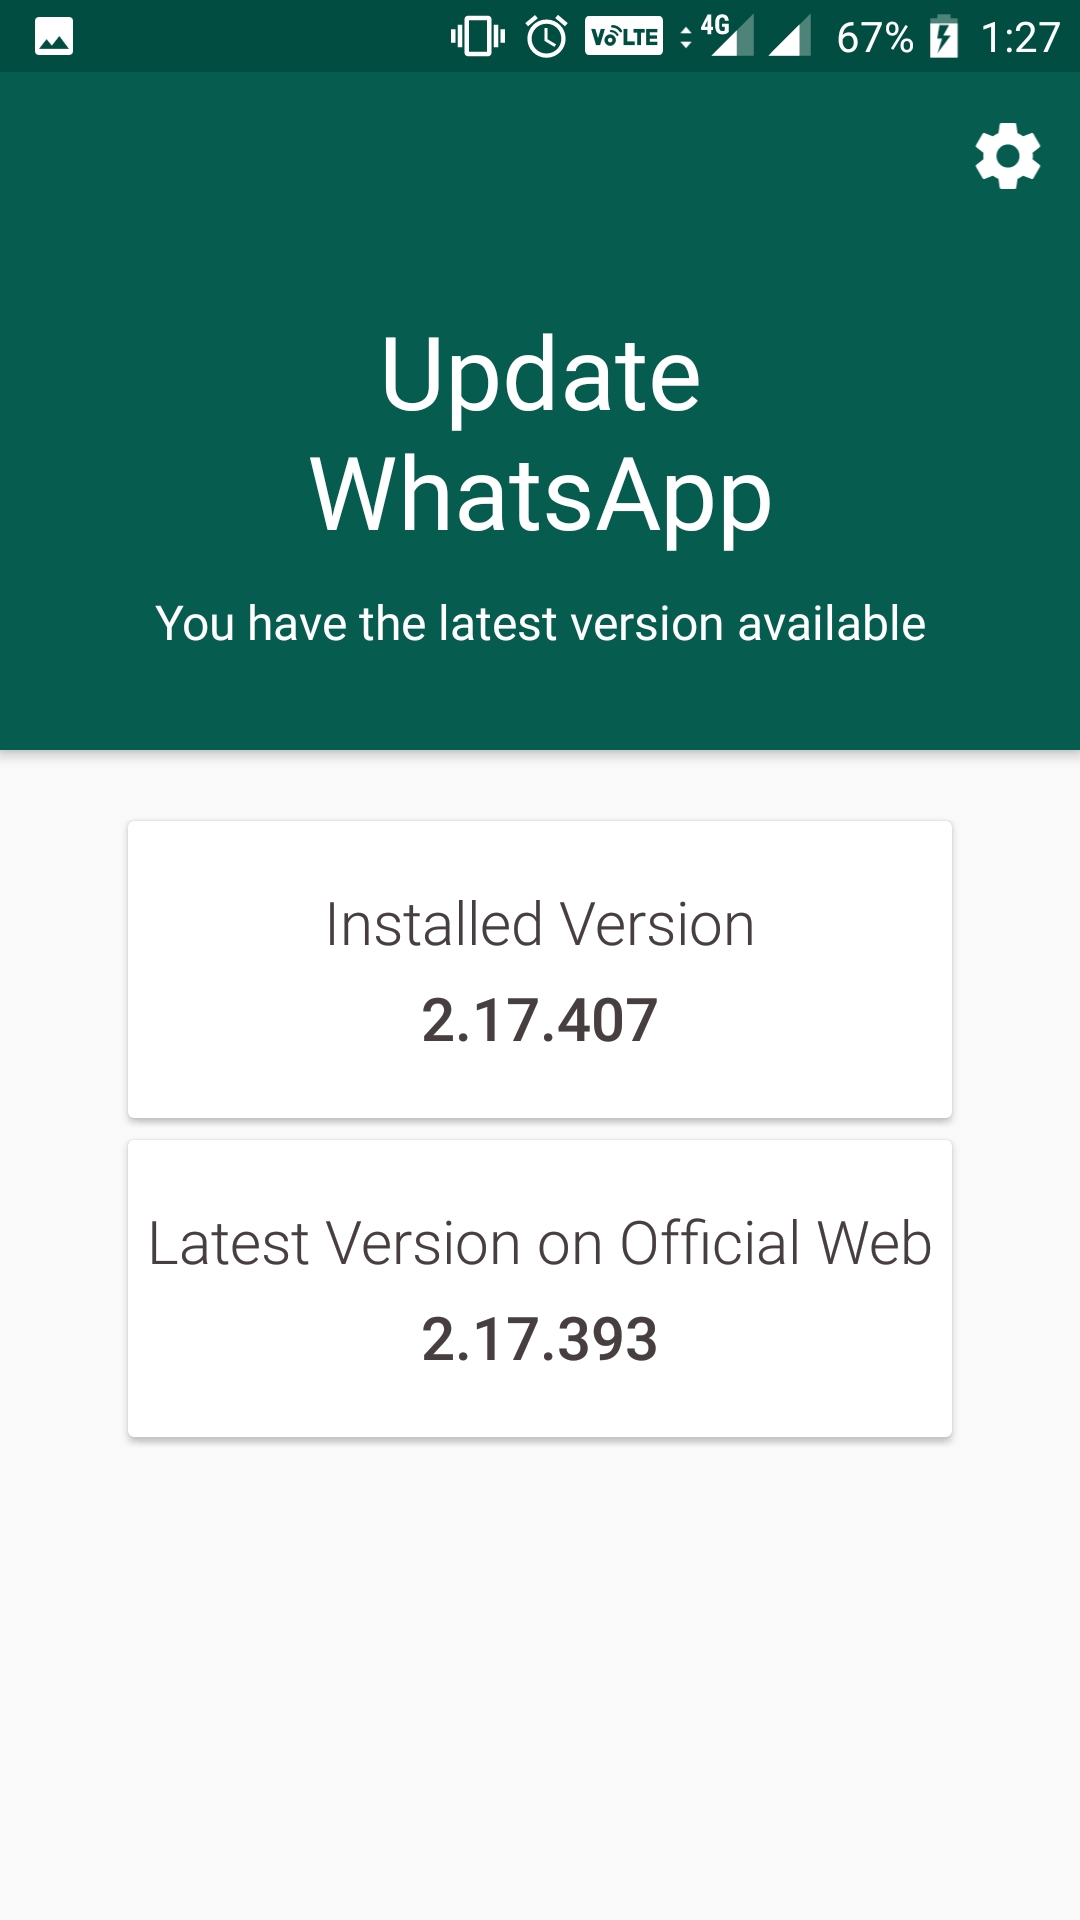 VoLTE 4G 67% 1:27
Update
WhatsApp
You have the latest version available
Installed Version
2.17.407
Latest Version on Official Web
2.17.393